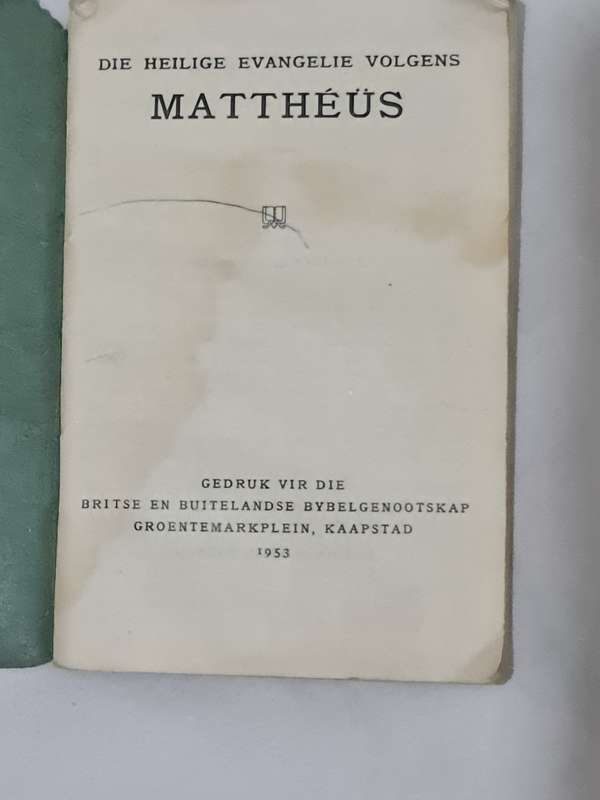 DIE HEILIGE EVANGELIE VOLGENS
MATTHÉÜS
GEDRUK VIR DIE
BRITSE EN BUITELANDSE BYBELGENOOTSKAP
GROENTEMARKPLEIN, KAAPSTAD
1953